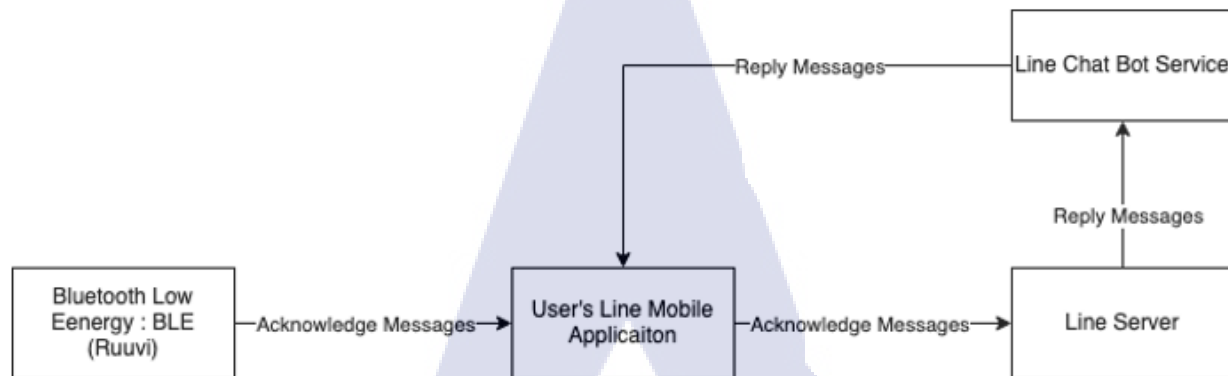 Reply Messages
Line Chat Bot Service
Reply Messages
Bluetooth Low
Eenergy : BLE
(Ruuvi)
Acknowledge Messages
User's Line Mobile
Applicaiton
Acknowledge Messages
Line Server